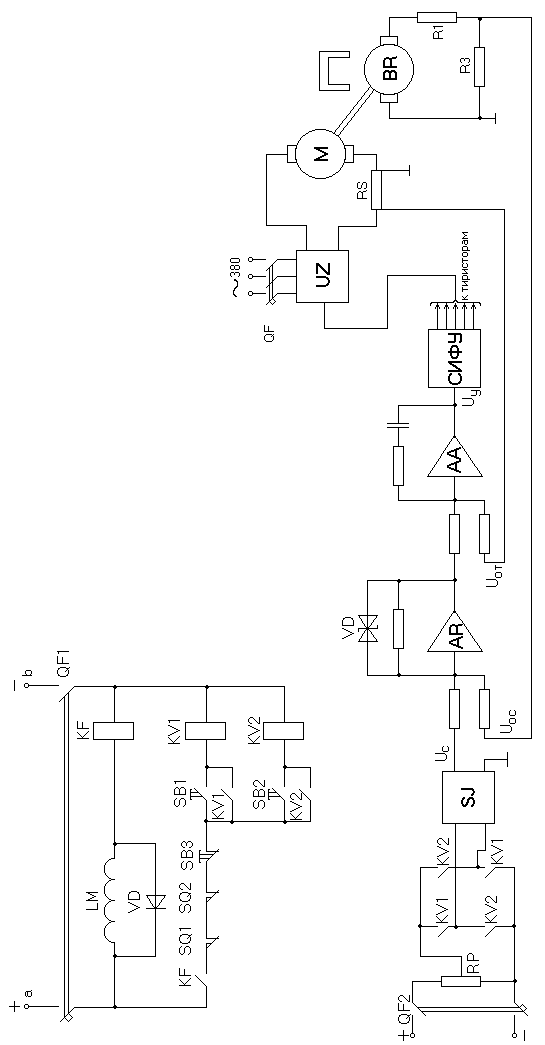 + a
− b
QF1
LM
KF
VD
KF
SQ1
SQ2
SB3
SB1
KV1
KV1
SB2
KV2
KV2
~380
QF
UZ
M
RS
BR
R1
R3
VD
+
QF2
−
RP
KV1
KV2
KV2
KV1
SJ
Uс
Uос
AR
Uот
AA
Uу
СИФУ
к тиристорам